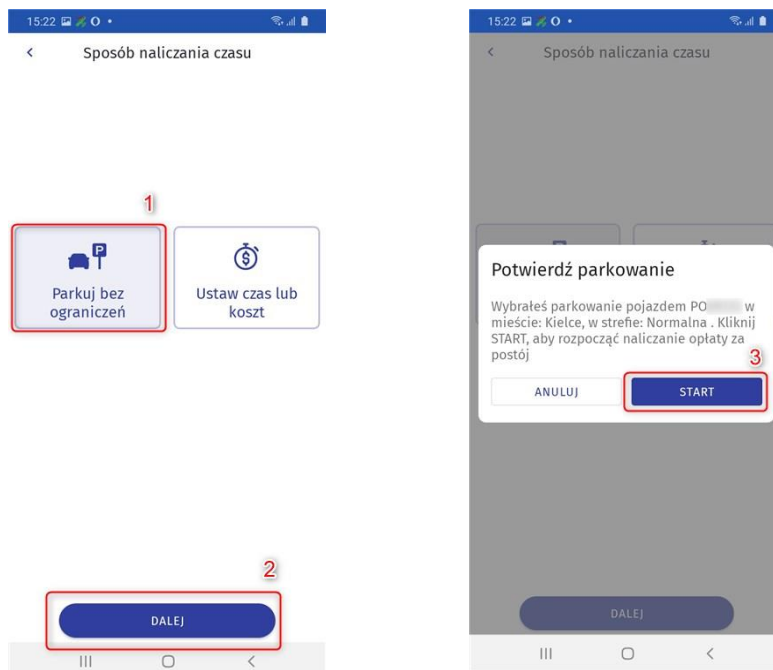 15:22
Sposób naliczania czasu
1
Parkuj bez
ograniczeń
Ustaw czas lub
koszt
2
DALEJ
15:22
Sposób naliczania czasu
Potwierdź parkowanie
Wybrałeś parkowanie pojazdem PO w
mieście: Kielce, w strefie: Normalna . Kliknij
START, aby rozpocząć naliczanie opłaty za
postój
3
ANULUJ
START
DALEJ